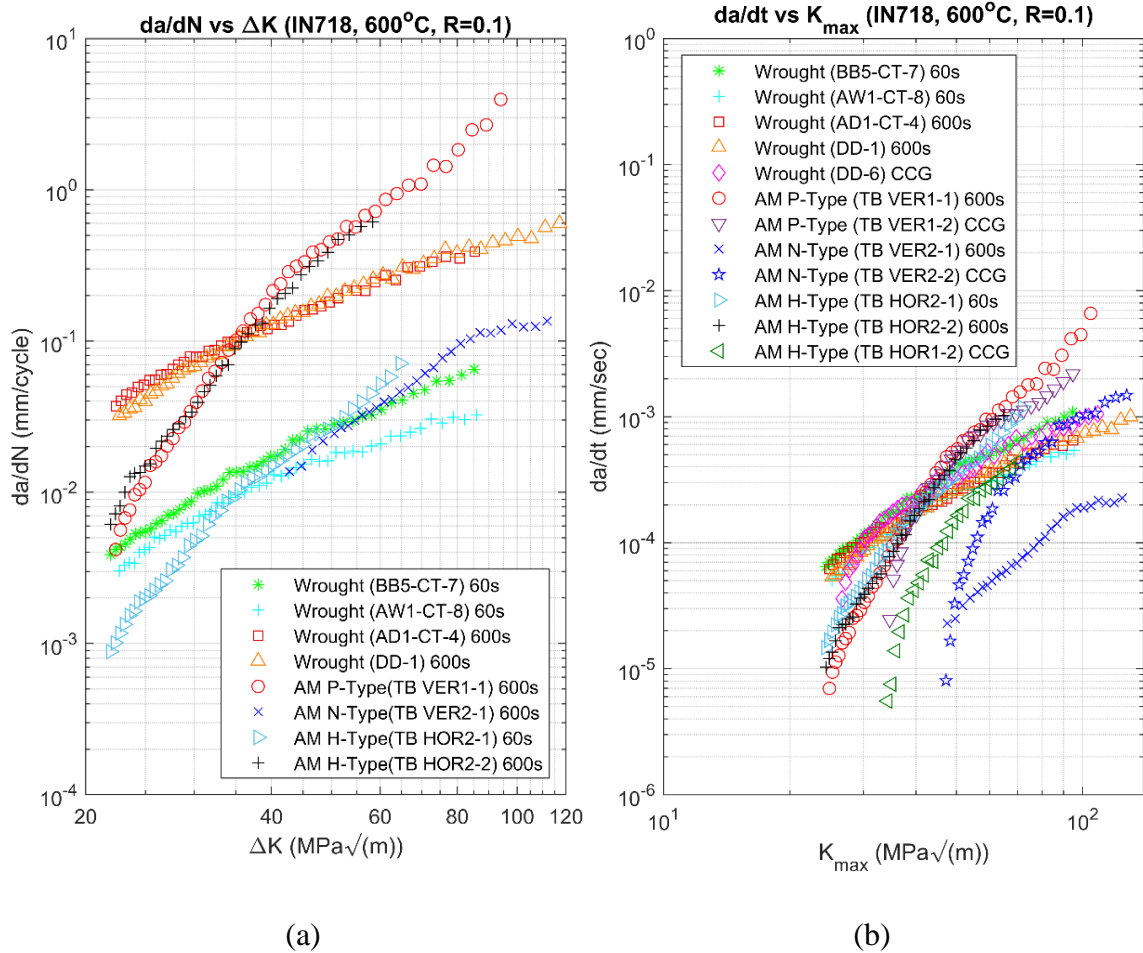 da/dN vs ΔK (IN718, 600°C, R=0.1)
10^1
10^0
10^-1
10^-2
10^-3
10^-4
da/dN (mm/cycle)
Wrought (BB5-CT-7) 60s
Wrought (AW1-CT-8) 60s
Wrought (AD1-CT-4) 600s
Wrought (DD-1) 600s
AM P-Type(TB VER1-1) 600s
AM N-Type(TB VER2-1) 600s
AM H-Type(TB HOR2-1) 60s
AM H-Type(TB HOR2-2) 600s
20 40 60 80 100 120
ΔK (MPa√(m))
(a)
da/dt vs K_max (IN718, 600°C, R=0.1)
10^0
10^-1
10^-2
10^-3
10^-4
10^-5
10^-6
da/dt (mm/sec)
Wrought (BB5-CT-7) 60s
Wrought (AW1-CT-8) 60s
Wrought (AD1-CT-4) 600s
Wrought (DD-1) 600s
Wrought (DD-6) CCG
AM P-Type (TB VER1-1) 600s
AM P-Type (TB VER1-2) CCG
AM N-Type (TB VER2-1) 600s
AM N-Type (TB VER2-2) CCG
AM H-Type (TB HOR2-1) 60s
AM H-Type (TB HOR2-2) 600s
AM H-Type (TB HOR1-2) CCG
10^1 10^2
K_max (MPa√(m))
(b)